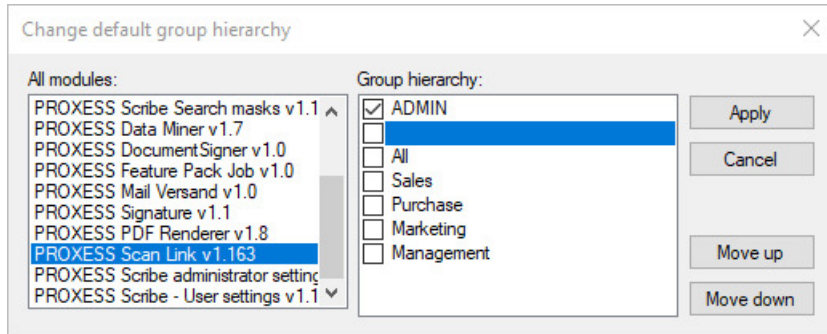 Change default group hierarchy
All modules:
PROXESS Scribe Search masks v1.1
PROXESS Data Miner v1.7
PROXESS DocumentSigner v1.0
PROXESS Feature Pack Job v1.0
PROXESS Mail Versand v1.0
PROXESS Signature v1.1
PROXESS PDF Renderer v1.8
PROXESS Scan Link v1.163
PROXESS Scribe administrator setting
PROXESS Scribe - User settings v1.1
Group hierarchy:
ADMIN
All
Sales
Purchase
Marketing
Management
Apply
Cancel
Move up
Move down